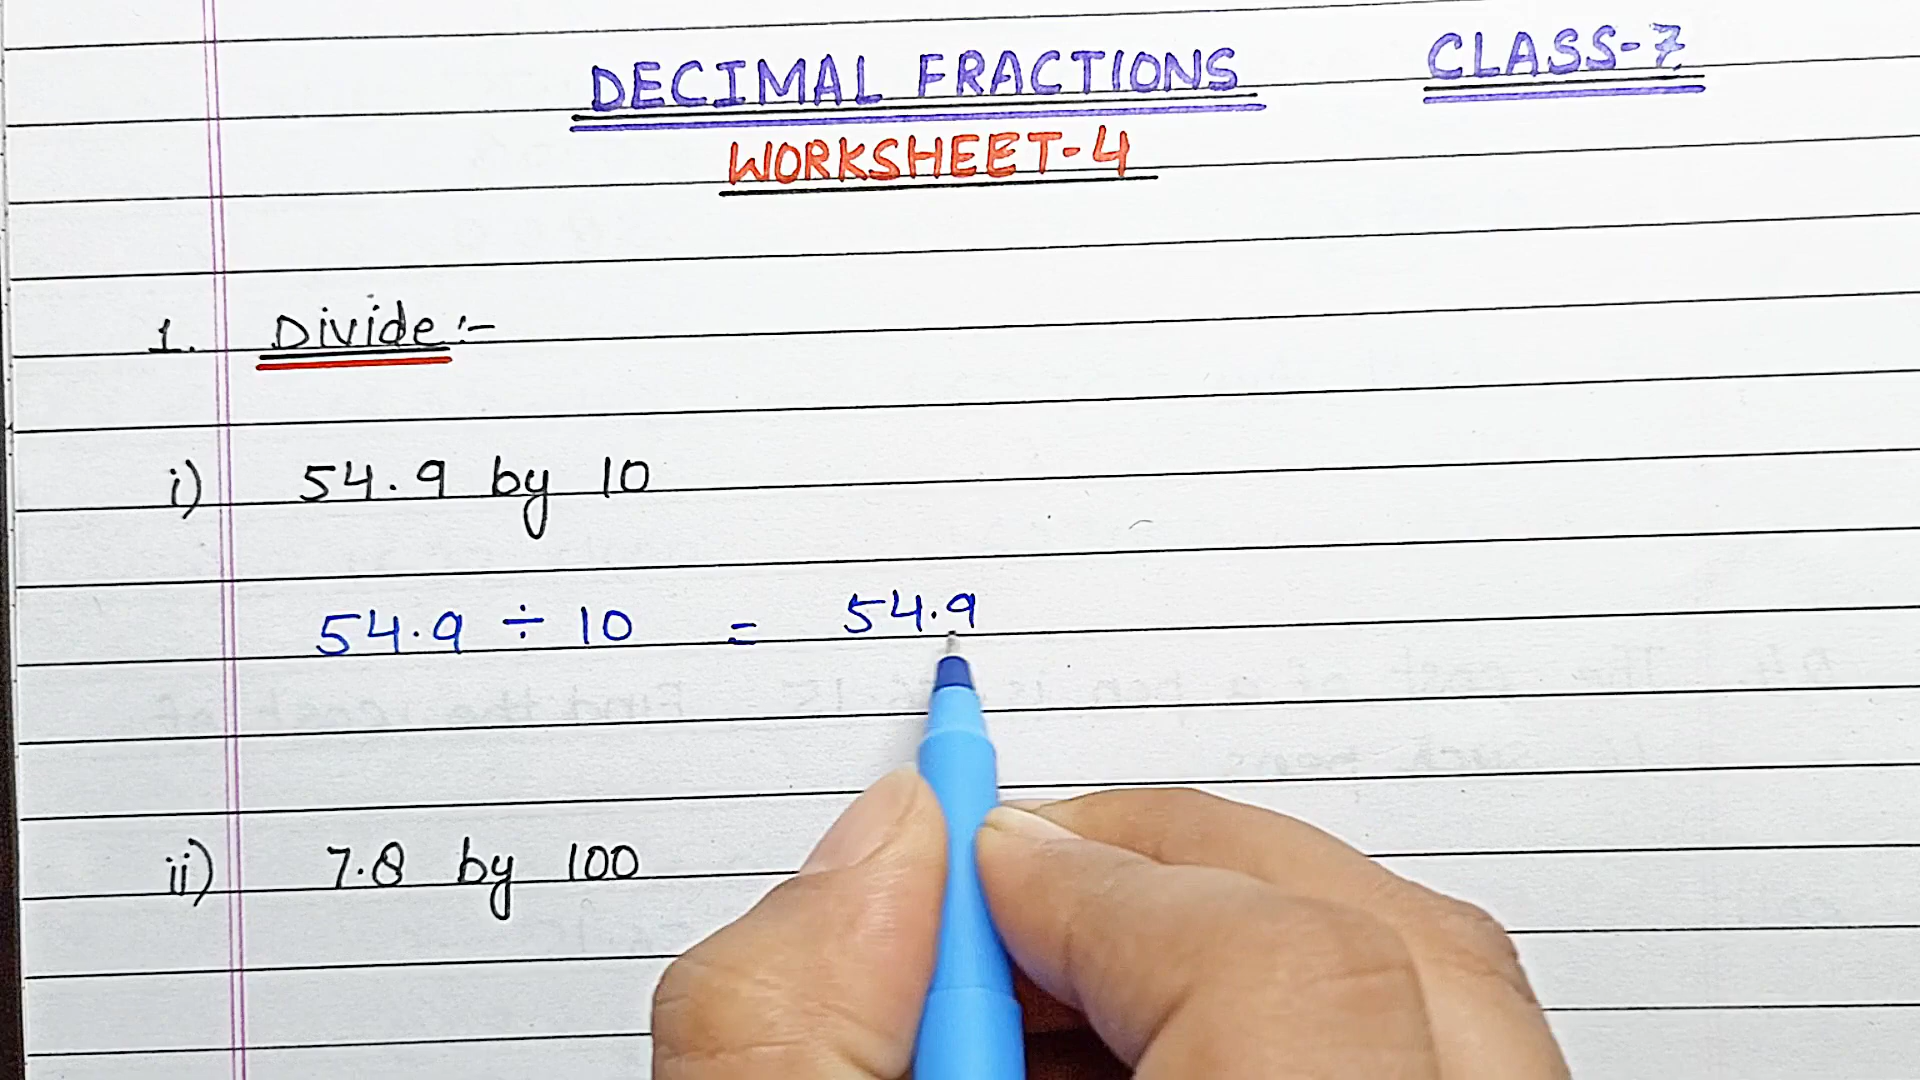 DECIMAL FRACTIONS CLASS-7
WORKSHEET-4
1. Divide:-
i) 54.9 by 10
54.9 ÷ 10 = 54.9
ii) 7.8 by 100